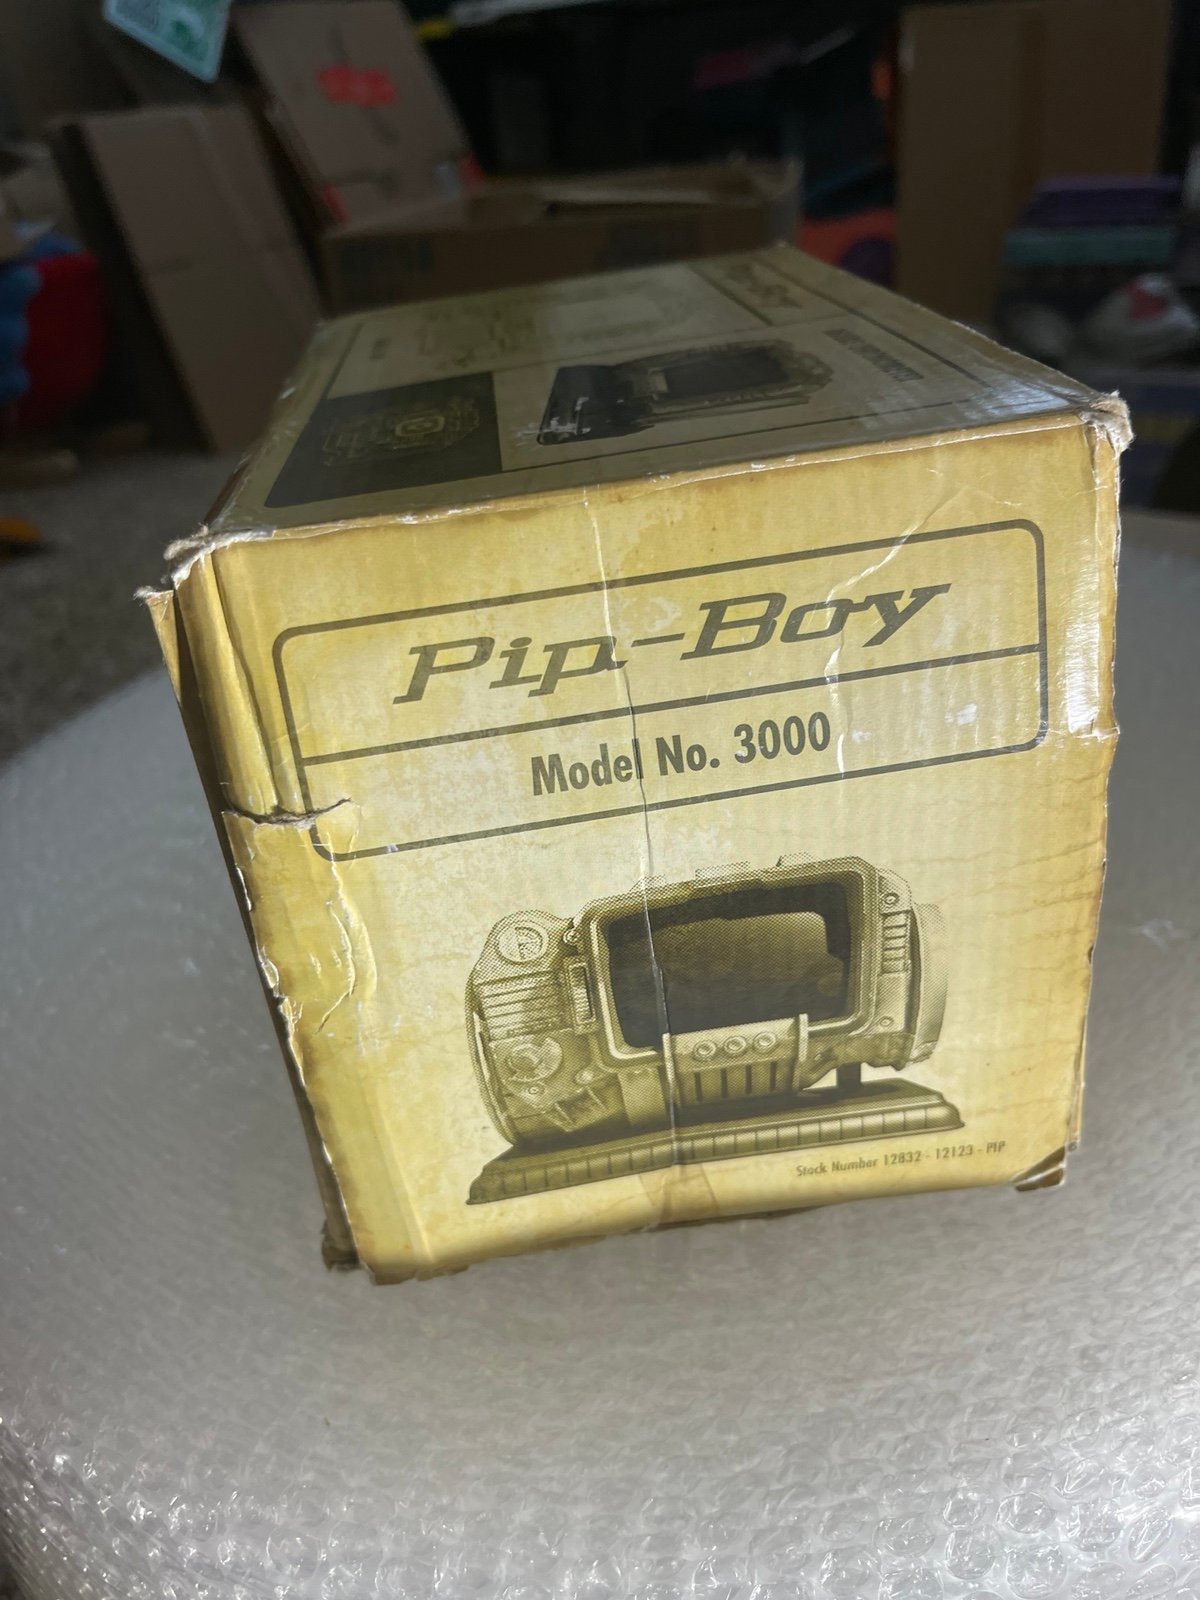 Pip-Boy
Model No. 3000
Stock Number 12832 - 12123 - PIP